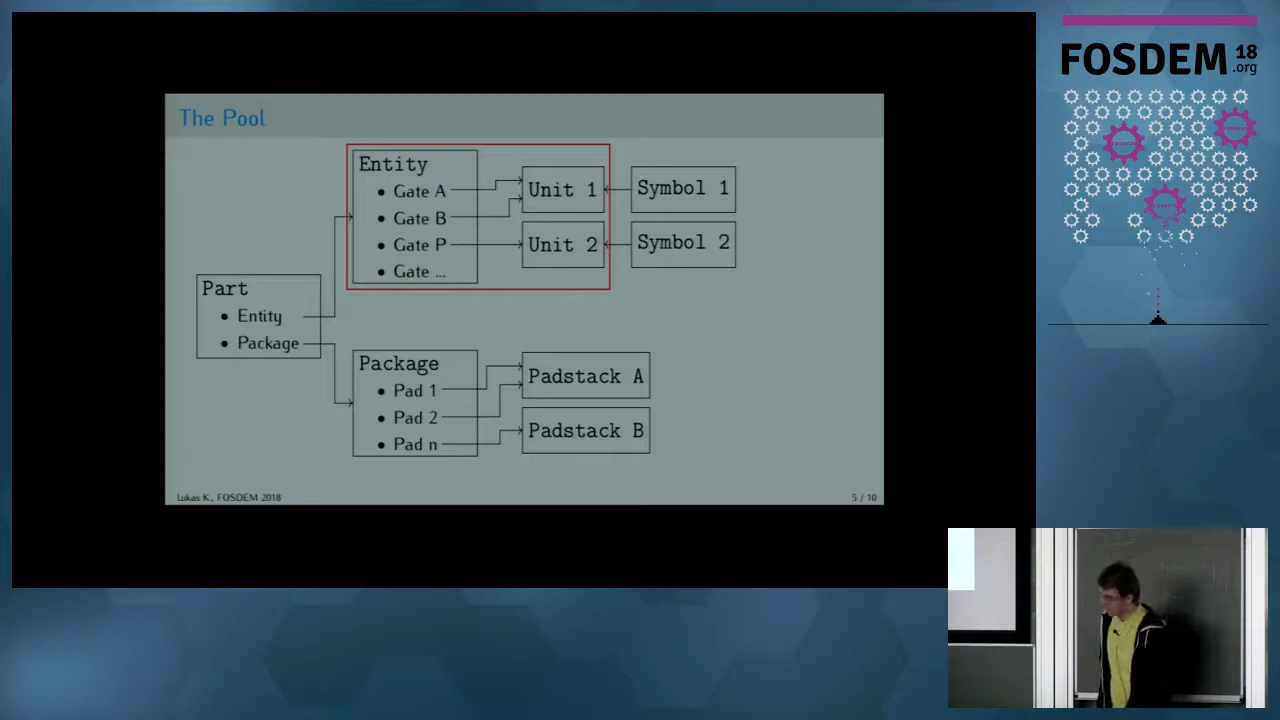 The Pool
Entity
• Gate A
• Gate B
• Gate P
• Gate ...
Unit 1
Unit 2
Symbol 1
Symbol 2
Part
• Entity
• Package
Package
• Pad 1
• Pad 2
• Pad n
Padstack A
Padstack B
Lukas K., FOSDEM 2018
5 / 10
FOSDEM 18
.org